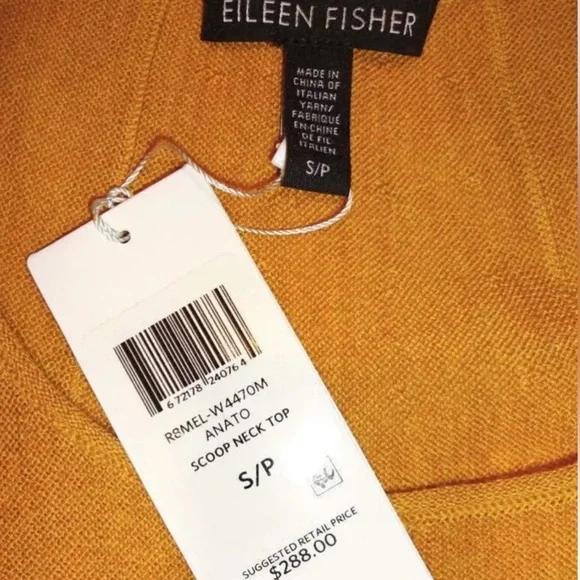 EILEEN FISHER
MADE IN
CHINA OF
ITALIAN
YARN/
FABRIQUÉ
EN CHINE
DE FIL
ITALIEN
S/P
6 72178 24076 4
R8MEL-W4470M
ANATO
SCOOP NECK TOP
S/P
SUGGESTED RETAIL PRICE
$288.00